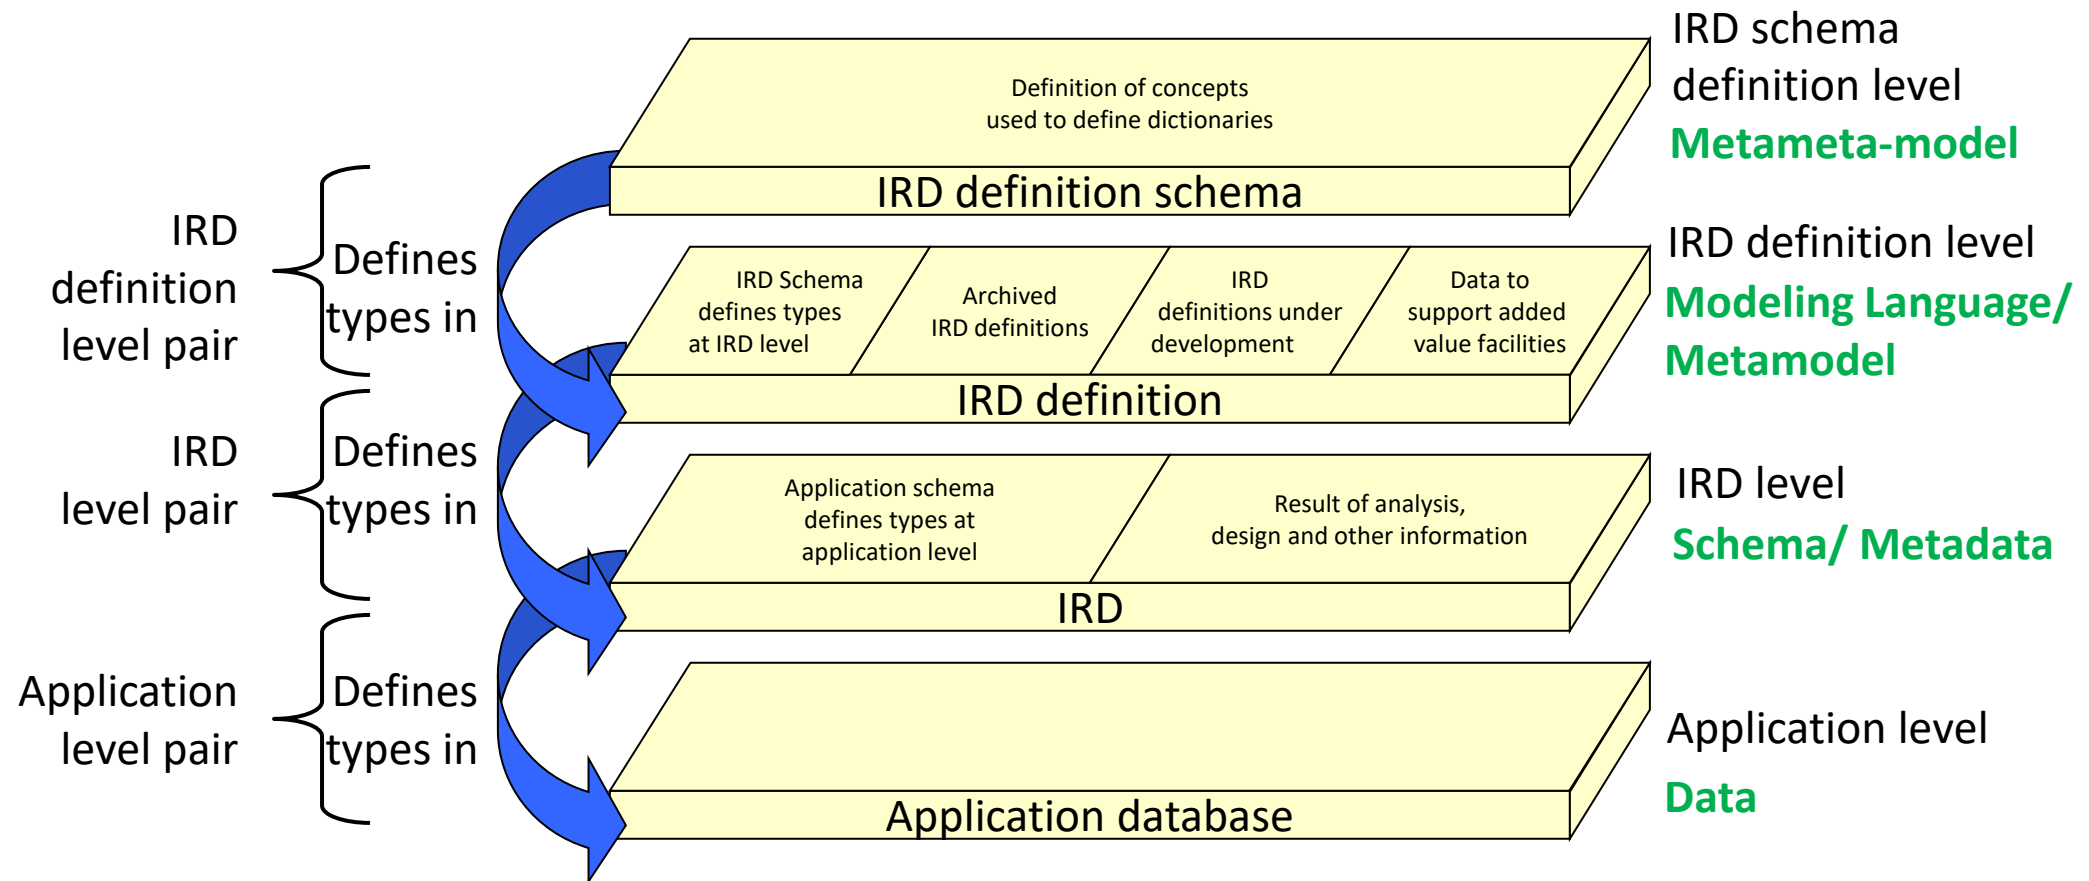 IRD schema
definition level
Metameta-model
Definition of concepts
used to define dictionaries
IRD definition schema
IRD
definition
level pair
Defines
types in
IRD definition level
Modeling Language/
Metamodel
IRD Schema
defines types
at IRD level
Archived
IRD definitions
IRD
definitions under
development
Data to
support added
value facilities
IRD definition
IRD
level pair
Defines
types in
IRD level
Schema/ Metadata
Application schema
defines types at
application level
Result of analysis,
design and other information
IRD
Application
level pair
Defines
types in
Application level
Data
Application database